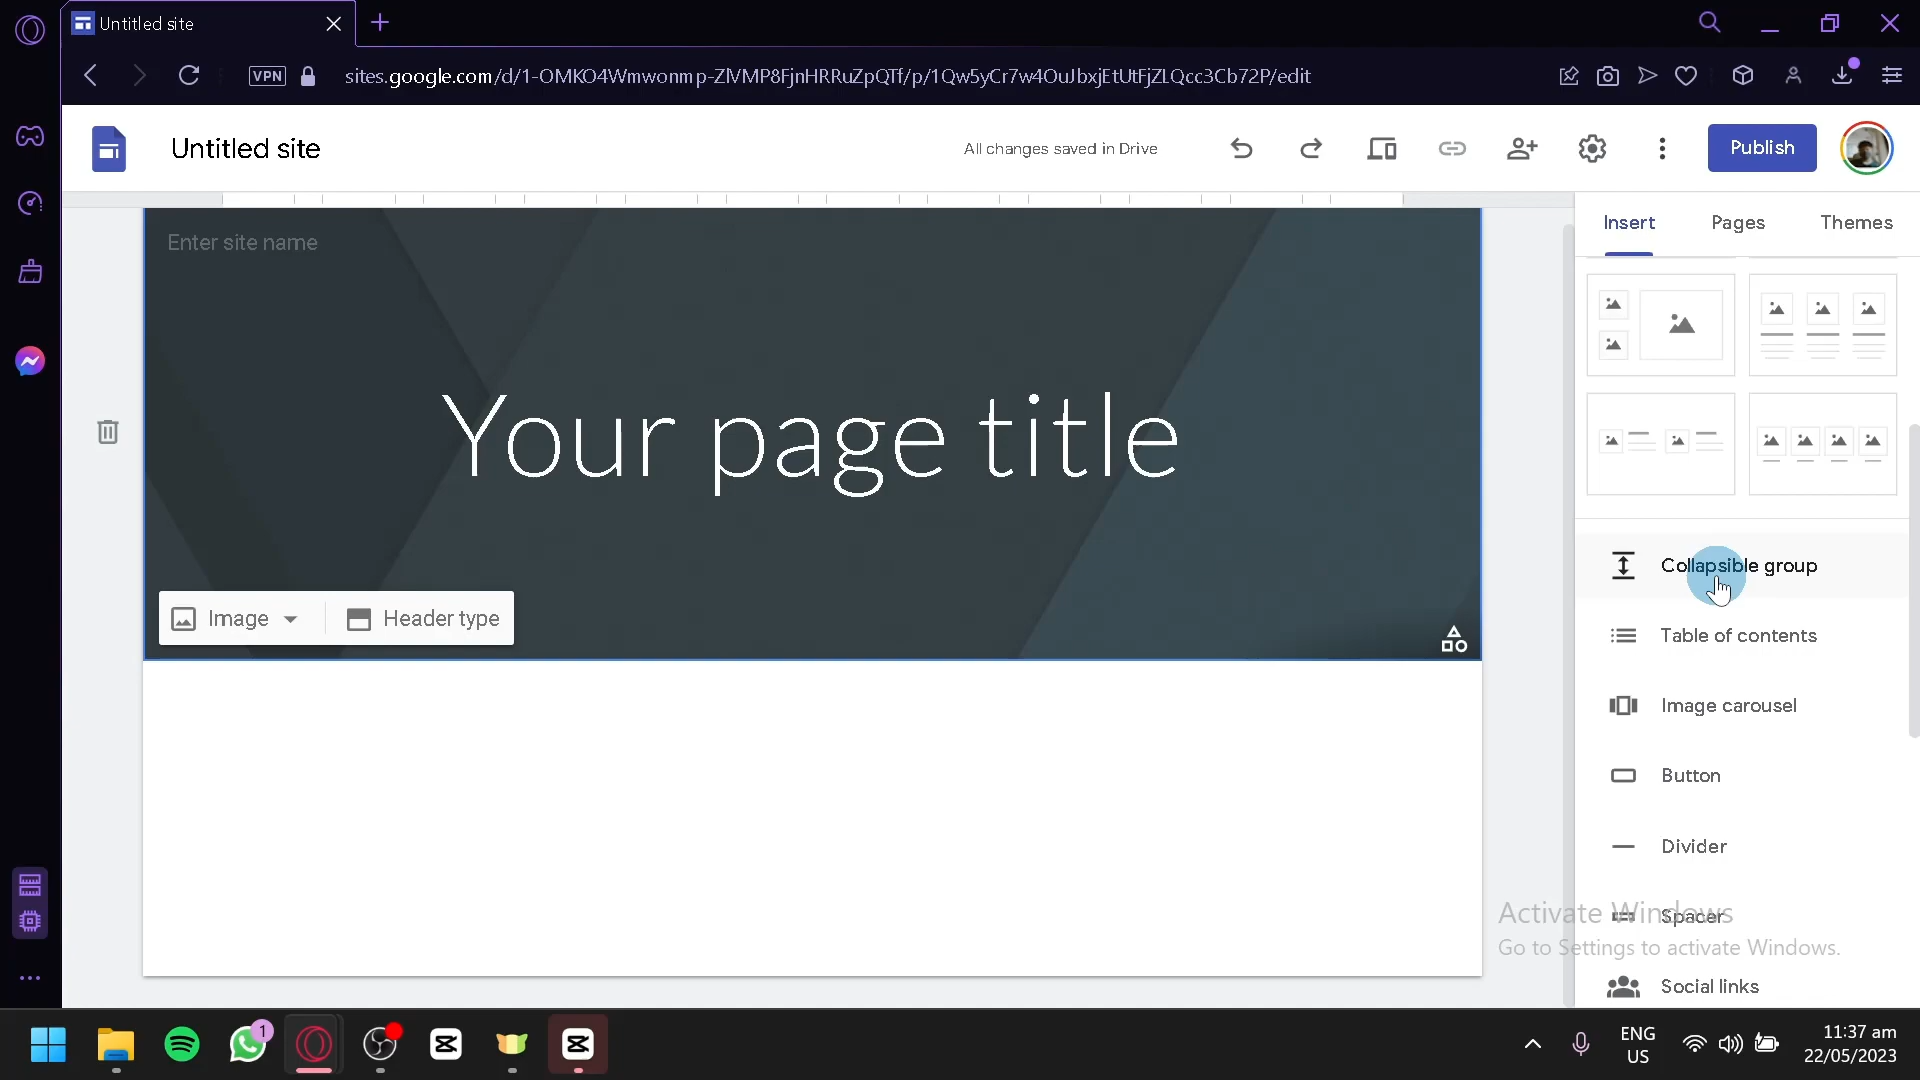 Untitled site
VPN
sites.google.com/d/1-OMKO4Wmwonmp-ZlVMP8FjnHRRuZpQTf/p/1Qw5yCr7w4OuJbxjEtUtFjZLQcc3Cb72P/edit
Untitled site
All changes saved in Drive
Publish
Insert
Pages
Themes
Enter site name
Your page title
Image
Header type
Collapsible group
Table of contents
Image carousel
Button
Divider
Spacer
Social links
Activate Windows
Go to Settings to activate Windows.
1
ENG
US
11:37 am
22/05/2023